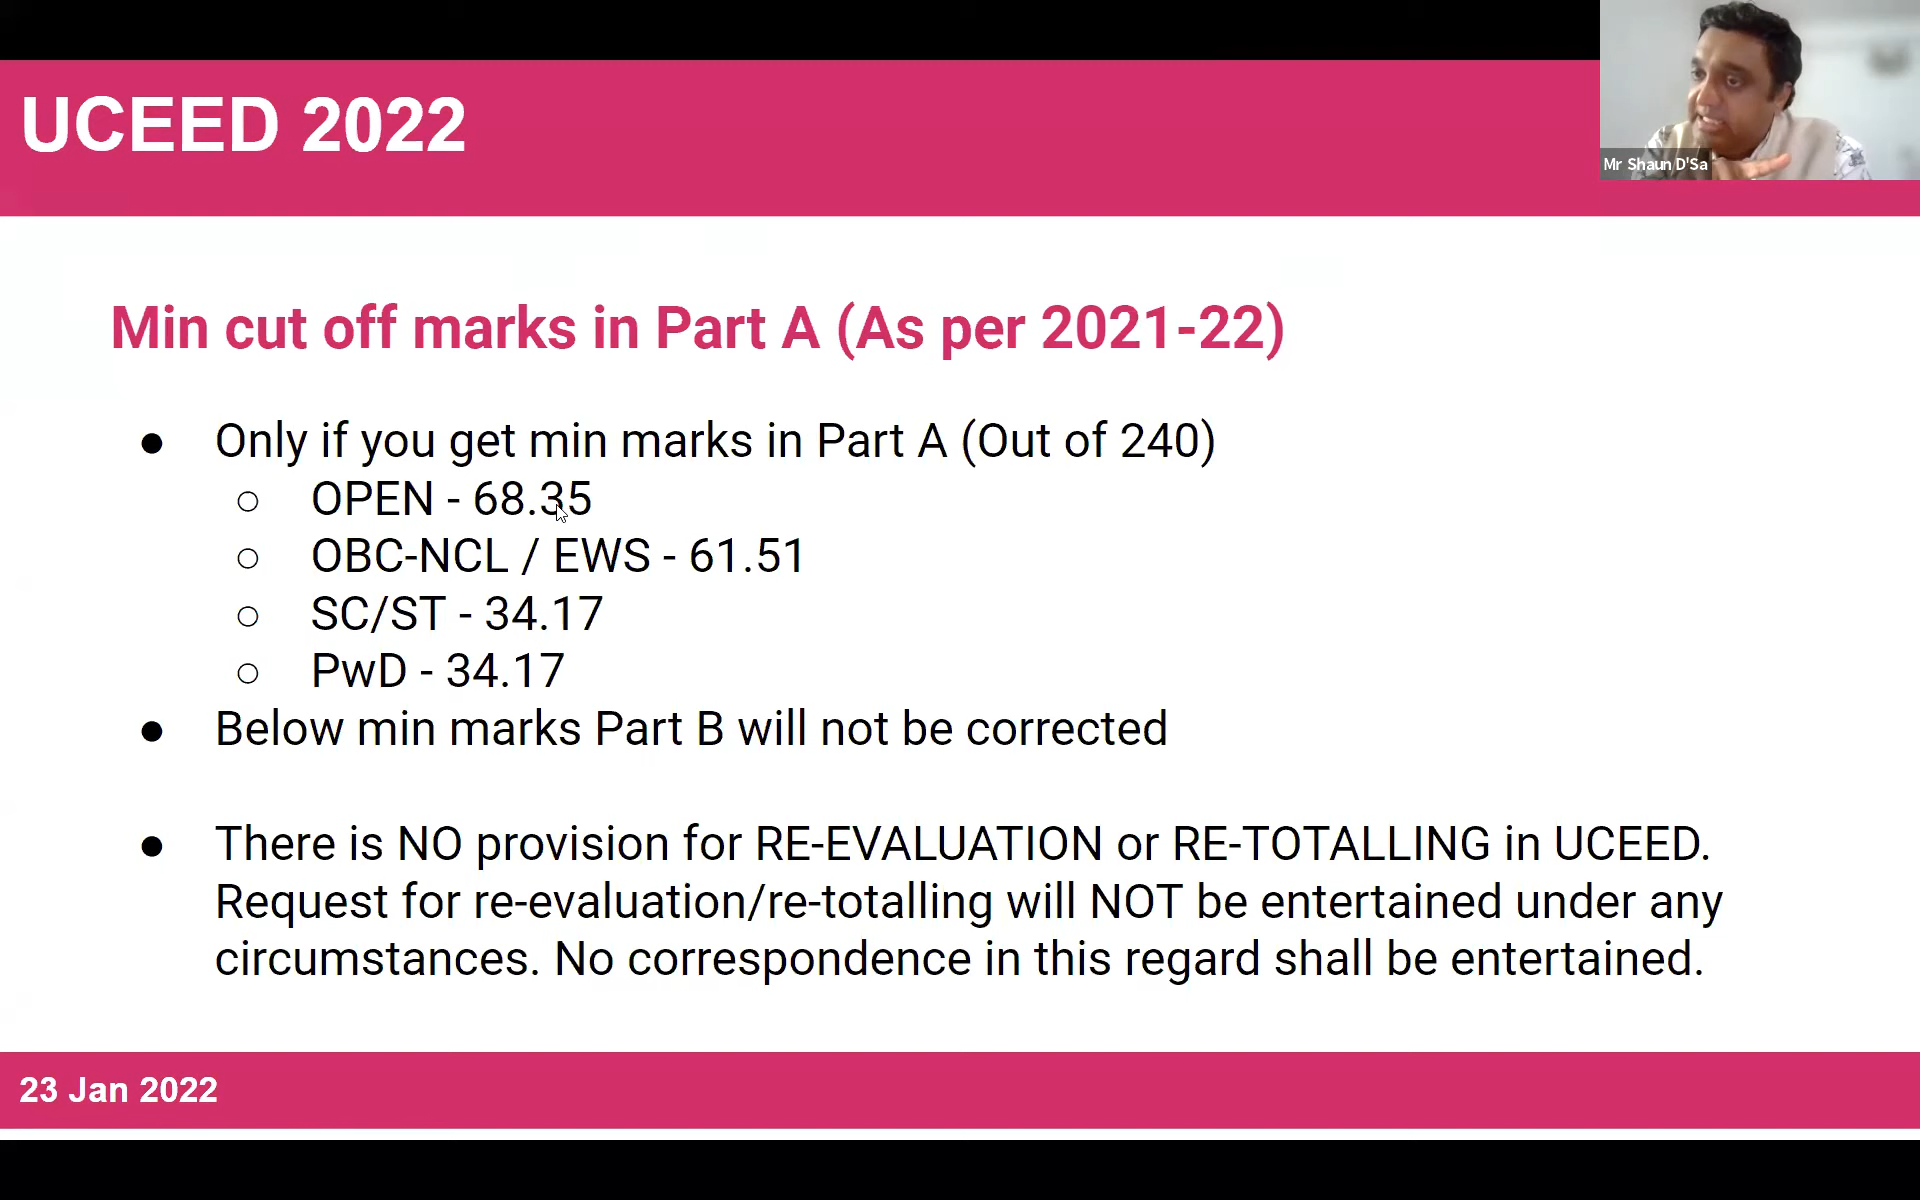 UCEED 2022
Mr Shaun D'Sa
Min cut off marks in Part A (As per 2021-22)
● Only if you get min marks in Part A (Out of 240)
○ OPEN - 68.35
○ OBC-NCL / EWS - 61.51
○ SC/ST - 34.17
○ PwD - 34.17
● Below min marks Part B will not be corrected
● There is NO provision for RE-EVALUATION or RE-TOTALLING in UCEED.
Request for re-evaluation/re-totalling will NOT be entertained under any
circumstances. No correspondence in this regard shall be entertained.
23 Jan 2022